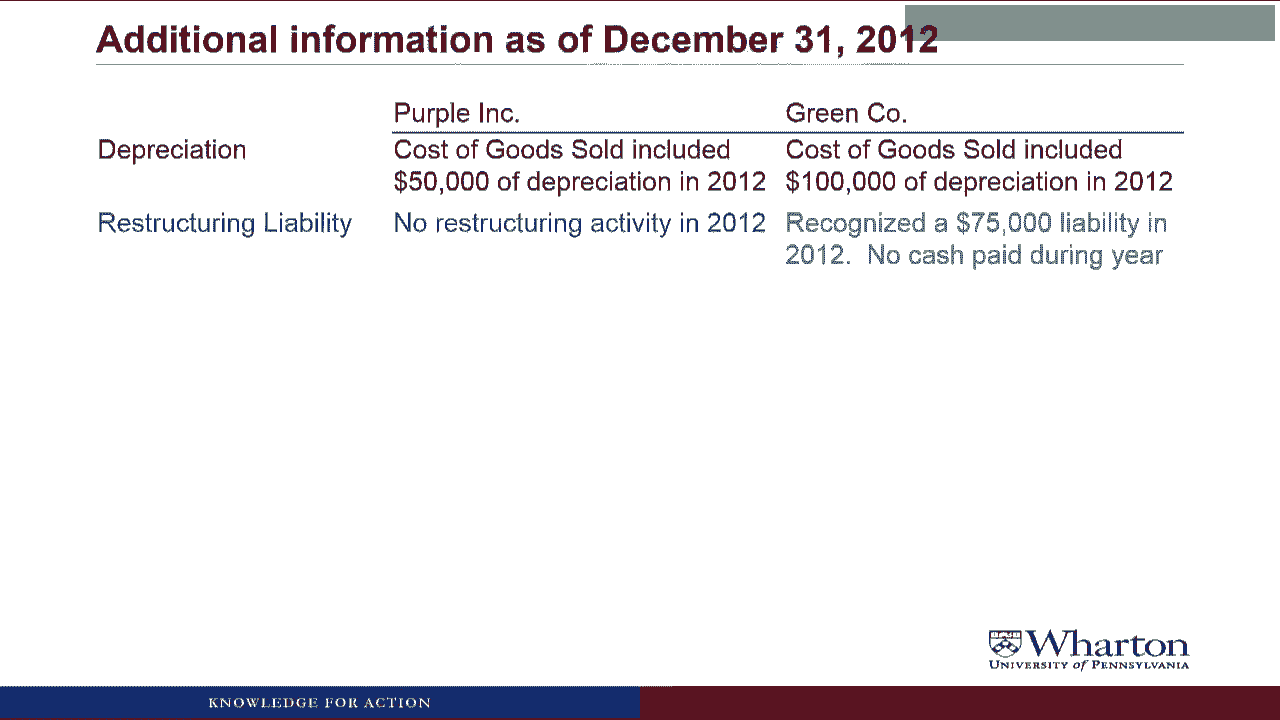 Additional information as of December 31, 2012
Purple Inc. Green Co.
Depreciation Cost of Goods Sold included Cost of Goods Sold included
$50,000 of depreciation in 2012 $100,000 of depreciation in 2012
Restructuring Liability No restructuring activity in 2012 Recognized a $75,000 liability in
2012. No cash paid during year
Wharton
UNIVERSITY of PENNSYLVANIA
KNOWLEDGE FOR ACTION